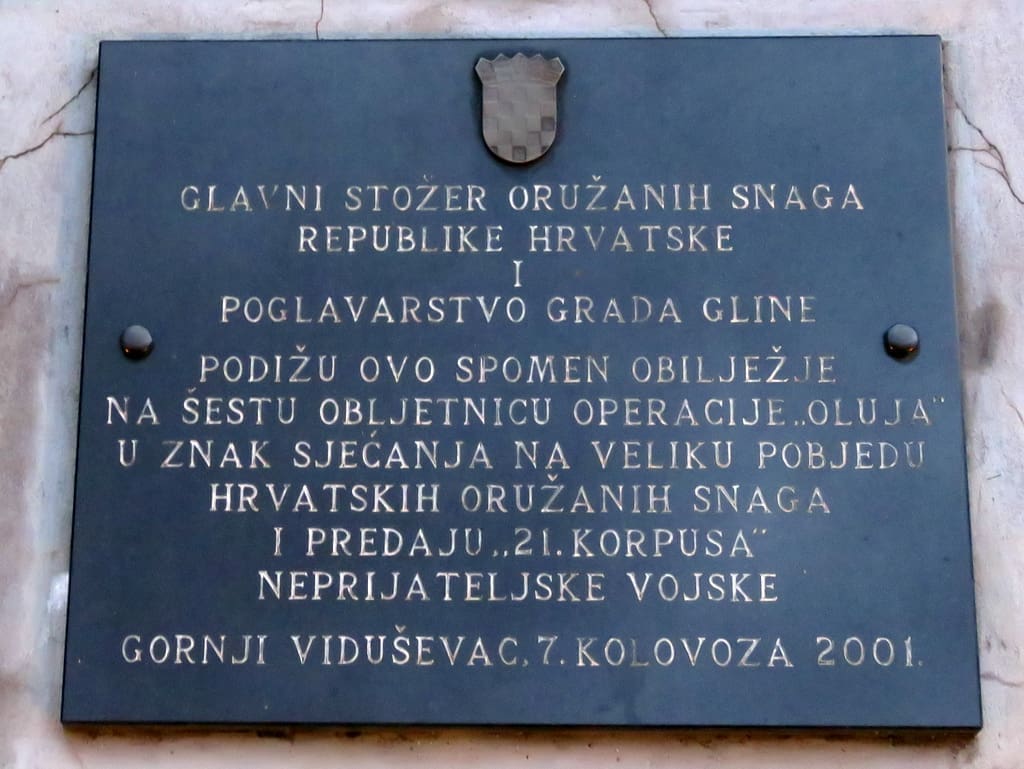 GLAVNI STOŽER ORUŽANIH SNAGA
REPUBLIKE HRVATSKE
I
POGLAVARSTVO GRADA GLINE
PODIŽU OVO SPOMEN OBILJEŽJE
NA ŠESTU OBLJETNICU OPERACIJE „OLUJA“
U ZNAK SJEĆANJA NA VELIKU POBJEDU
HRVATSKIH ORUŽANIH SNAGA
I PREDAJU „21. KORPUSA“
NEPRIJATELJSKE VOJSKE
GORNJI VIDUŠEVAC, 7. KOLOVOZA 2001.